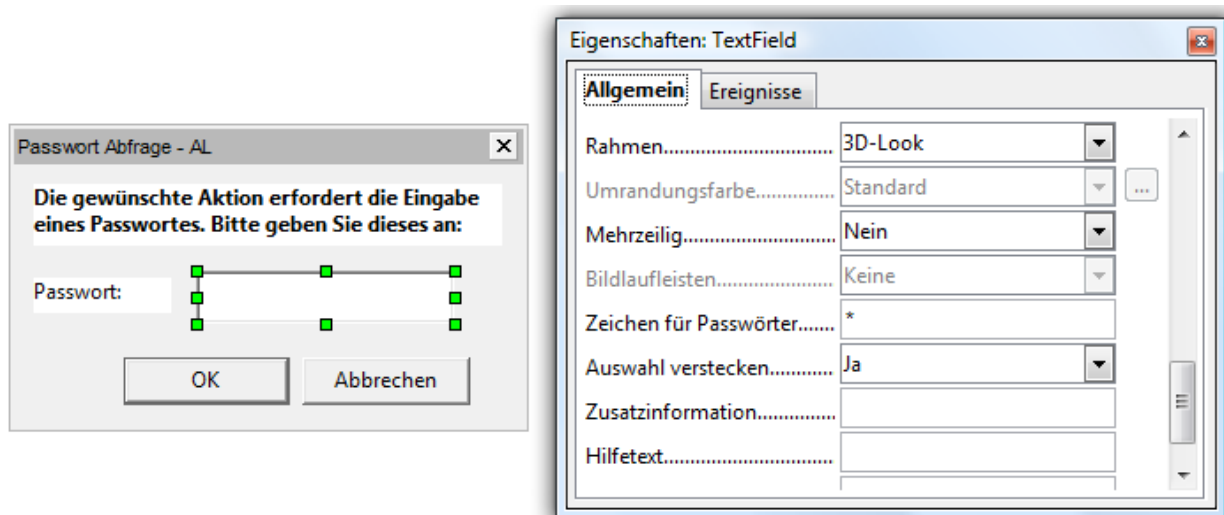 Passwort Abfrage - AL
Die gewünschte Aktion erfordert die Eingabe
eines Passwortes. Bitte geben Sie dieses an:
Passwort:
OK
Abbrechen
Eigenschaften: TextField
Allgemein Ereignisse
Rahmen............................... 3D-Look
Umrandungsfarbe.............. Standard ...
Mehrzeilig........................... Nein
Bildlaufleisten..................... Keine
Zeichen für Passwörter....... *
Auswahl verstecken............ Ja
Zusatzinformation..............
Hilfetext..............................